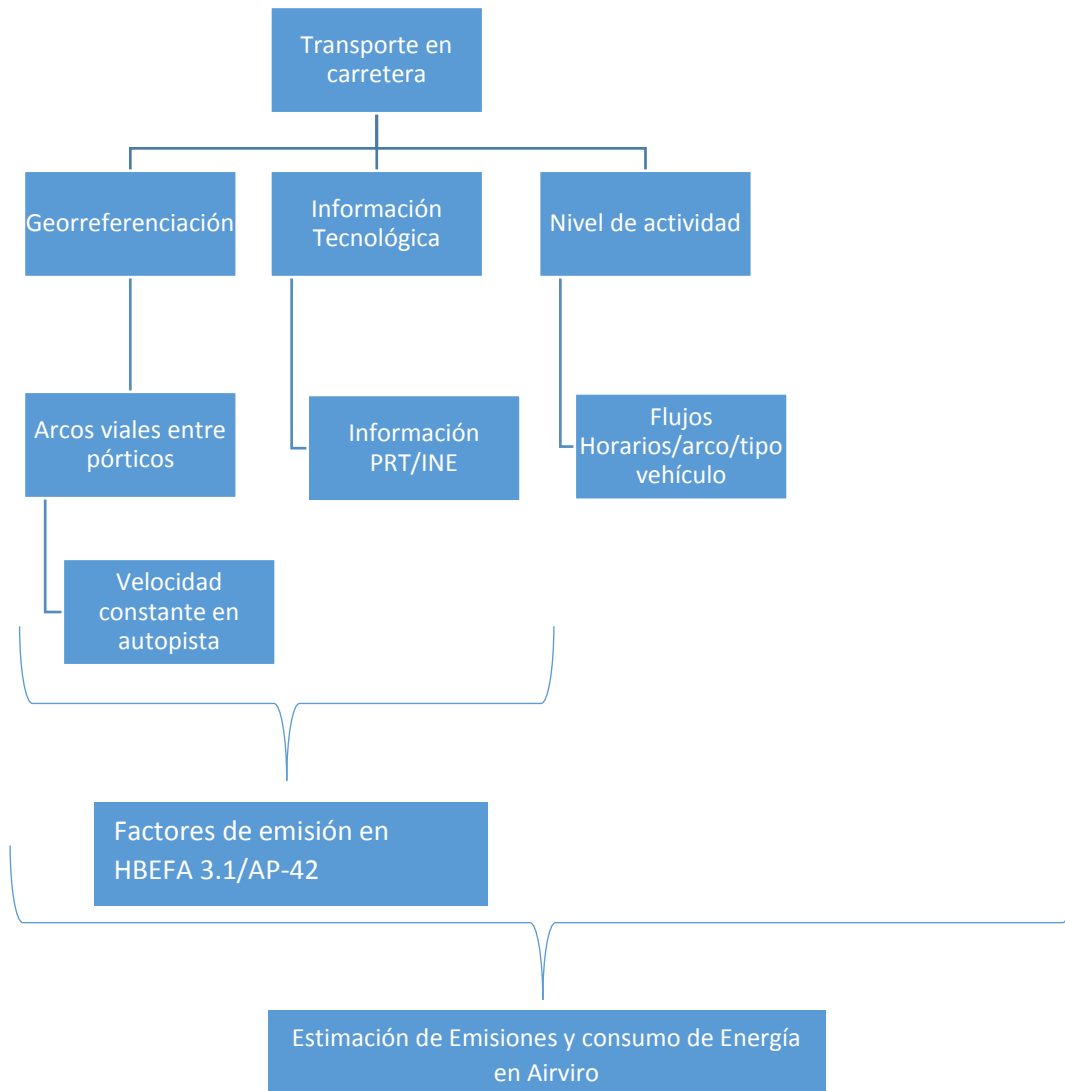 Transporte en
carretera
Georreferenciación
Información
Tecnológica
Nivel de actividad
Arcos viales entre
pórticos
Información
PRT/INE
Flujos
Horarios/arco/tipo
vehículo
Velocidad
constante en
autopista
Factores de emisión en
HBEFA 3.1/AP-42
Estimación de Emisiones y consumo de Energía
en Airviro